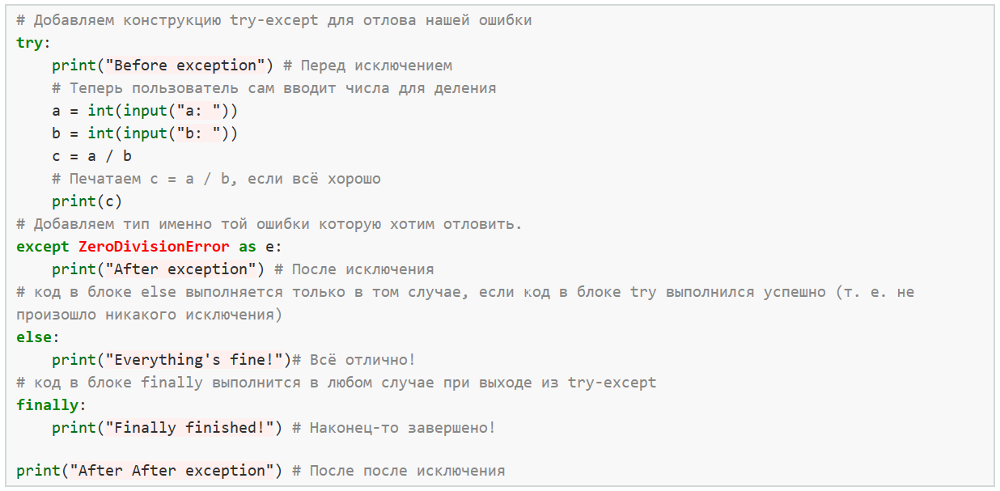 # Добавляем конструкцию try-except для отлова нашей ошибки
try:
    print("Before exception") # Перед исключением
    # Теперь пользователь сам вводит числа для деления
    a = int(input("a: "))
    b = int(input("b: "))
    c = a / b
    # Печатаем c = a / b, если всё хорошо
    print(c)
# Добавляем тип именно той ошибки которую хотим отловить.
except ZeroDivisionError as e:
    print("After exception") # После исключения
# код в блоке else выполняется только в том случае, если код в блоке try выполнился успешно (т. е. не
произошло никакого исключения)
else:
    print("Everything's fine!")# Всё отлично!
# код в блоке finally выполнится в любом случае при выходе из try-except
finally:
    print("Finally finished!") # Наконец-то завершено!
print("After After exception") # После после исключения